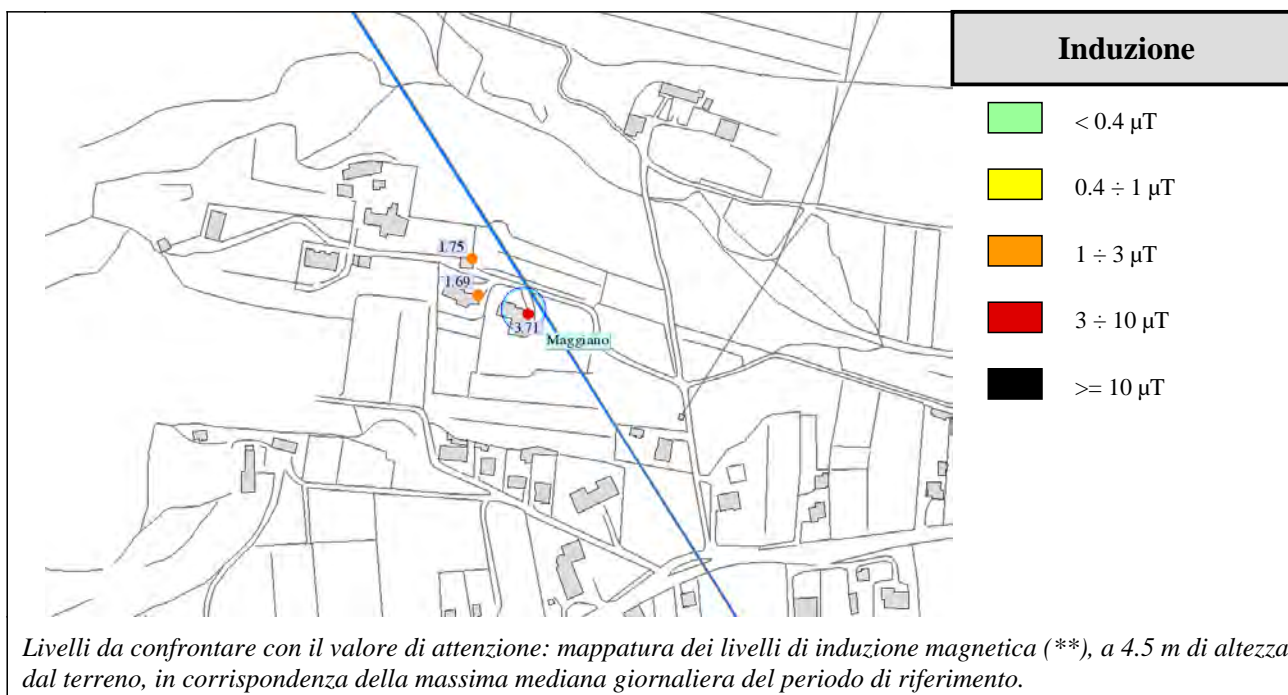 Induzione
< 0.4 µT
0.4 ÷ 1 µT
1 ÷ 3 µT
3 ÷ 10 µT
>= 10 µT
1.75
1.69
3.71
Maggiano
Livelli da confrontare con il valore di attenzione: mappatura dei livelli di induzione magnetica (**), a 4.5 m di altezza
dal terreno, in corrispondenza della massima mediana giornaliera del periodo di riferimento.